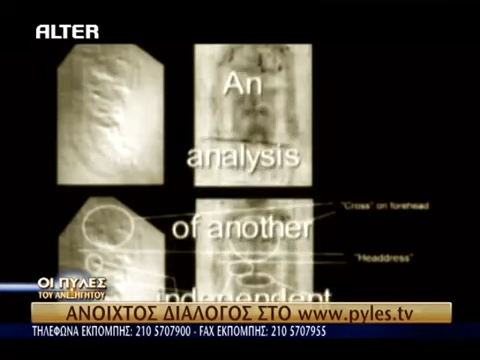 ALTER
An
analysis
"Cross" on forehead
of another
"Headdress"
independent
ΟΙ ΠΥΛΕΣ
ΤΟΥ ΑΝΕΞΗΓΗΤΟΥ
ΑΝΟΙΧΤΟΣ ΔΙΑΛΟΓΟΣ ΣΤΟ www.pyles.tv
ΤΗΛΕΦΩΝΑ ΕΚΠΟΜΠΗΣ: 210 5707900 - FAX ΕΚΠΟΜΠΗΣ: 210 5707955